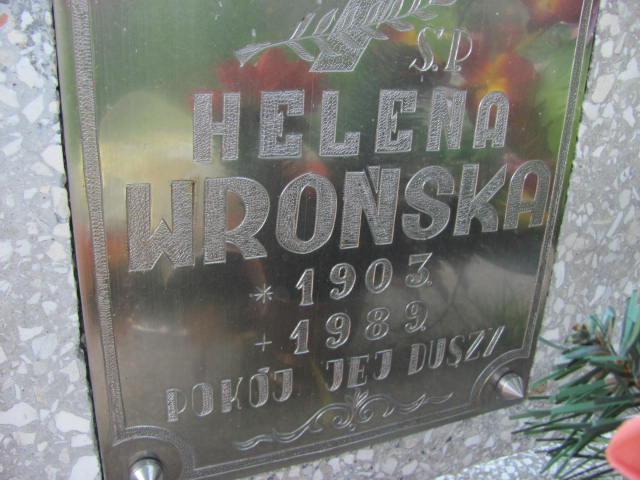 Ś.P
HELENA
WROŃSKA
* 1903.
+ 1989.
POKÓJ JEJ DUSZY